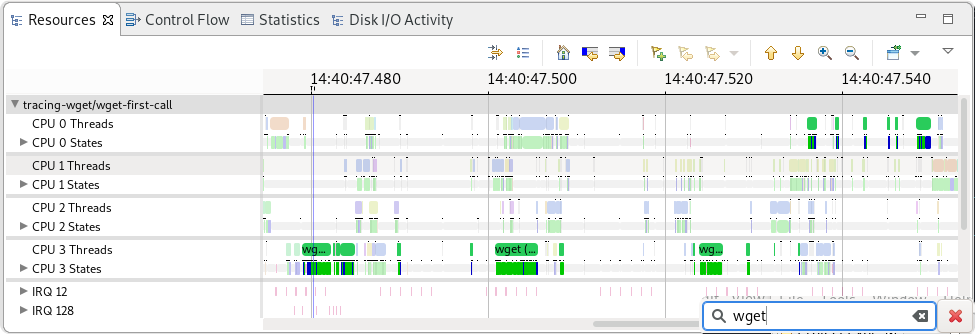 Resources Control Flow Statistics Disk I/O Activity
14:40:47.480 14:40:47.500 14:40:47.520 14:40:47.540
tracing-wget/wget-first-call
CPU 0 Threads
CPU 0 States
CPU 1 Threads
CPU 1 States
CPU 2 Threads
CPU 2 States
CPU 3 Threads wg... wget (... wg...
CPU 3 States
IRQ 12
IRQ 128
wget